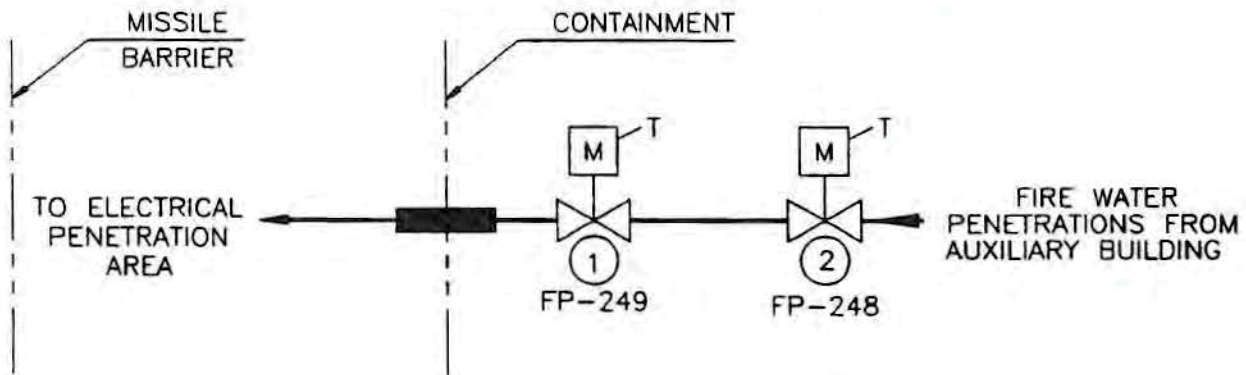 MISSILE
BARRIER
CONTAINMENT
M
T
M
T
TO ELECTRICAL
PENETRATION
AREA
FIRE WATER
PENETRATIONS FROM
AUXILIARY BUILDING
1
2
FP-249
FP-248